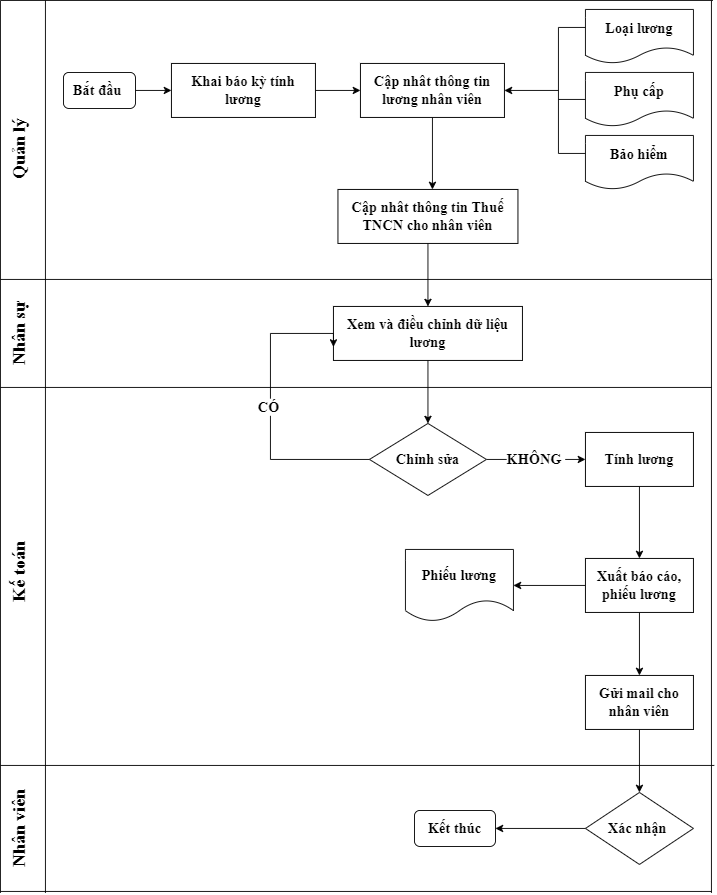 Quản lý
Bắt đầu
Khai báo kỳ tính
lương
Cập nhât thông tin
lương nhân viên
Loại lương
Phụ cấp
Bảo hiểm
Cập nhât thông tin Thuế
TNCN cho nhân viên
Nhân sự
Xem và điều chỉnh dữ liệu
lương
CÓ
Kế toán
Chỉnh sửa
KHÔNG
Tính lương
Phiếu lương
Xuất báo cáo,
phiếu lương
Gửi mail cho
nhân viên
Nhân viên
Kết thúc
Xác nhận